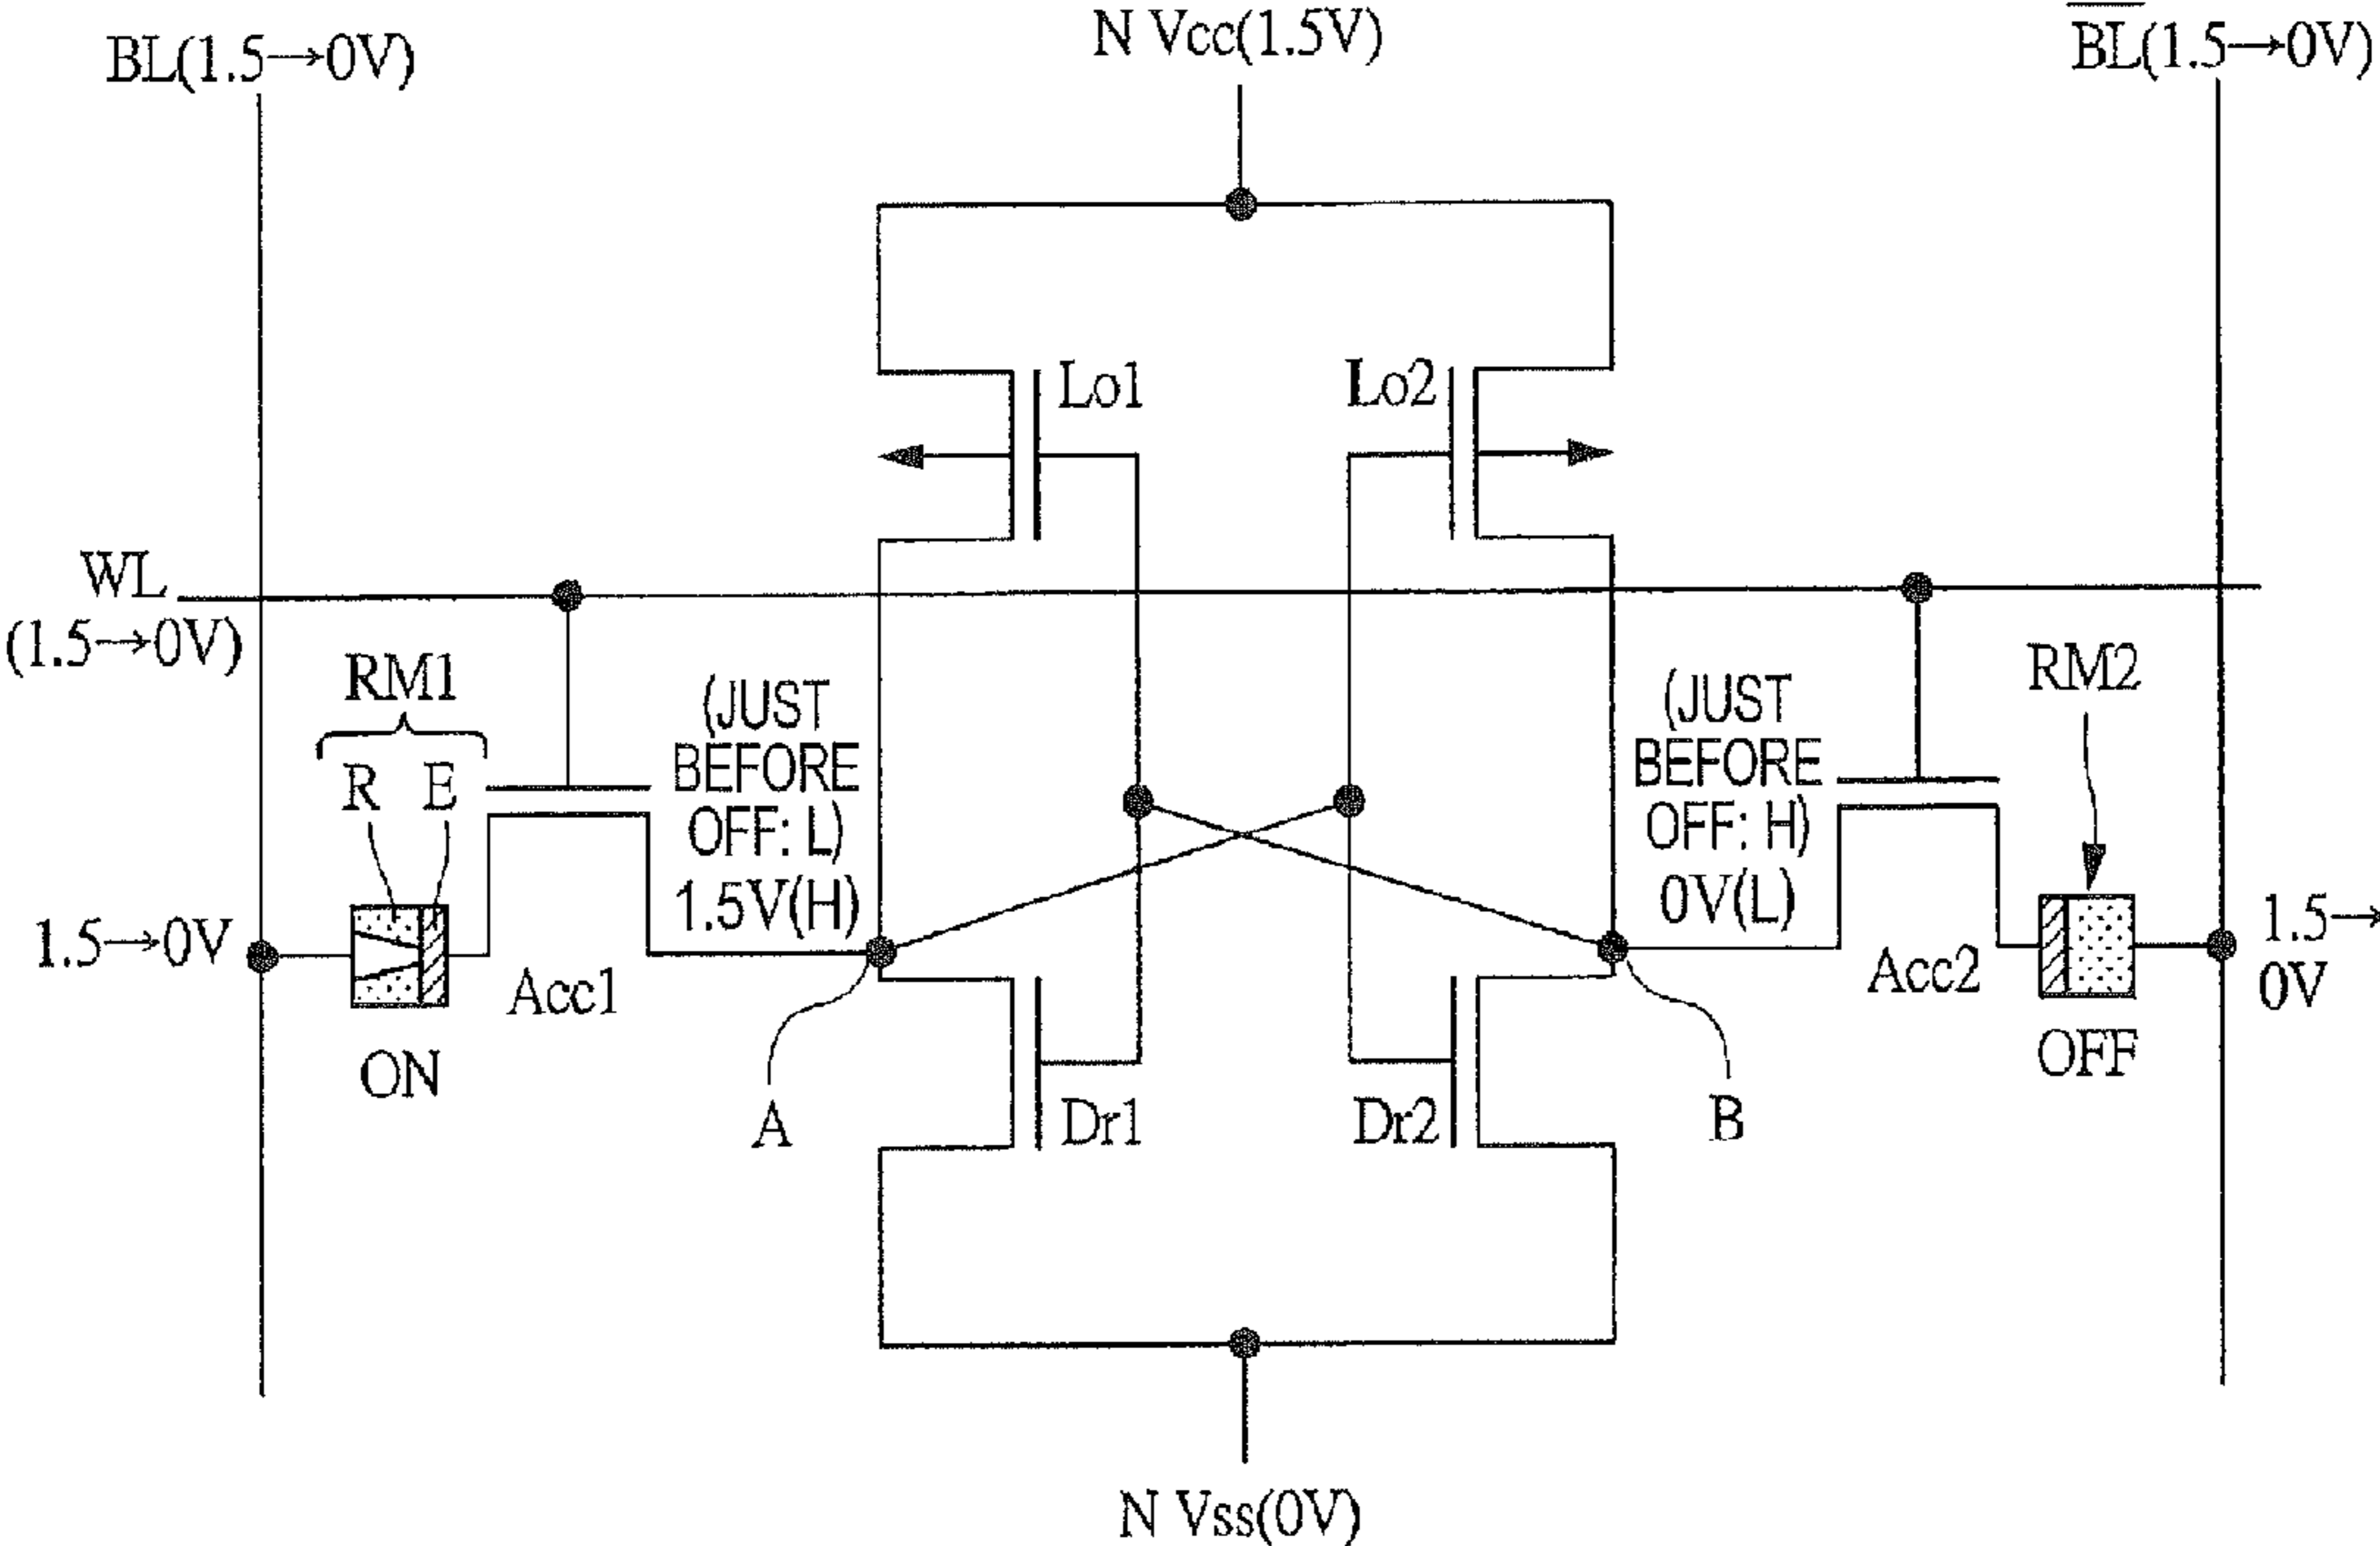 N Vcc(1.5V)
BL(1.5→0V)
B̅L̅(1.5→0V)
Lo1
Lo2
WL
(1.5→0V)
RM1
R E
(JUST
BEFORE
OFF: L)
1.5V(H)
(JUST
BEFORE
OFF: H)
0V(L)
RM2
1.5→0V
Acc1
ON
A
Dr1
Dr2
B
Acc2
OFF
1.5→
0V
N Vss(0V)